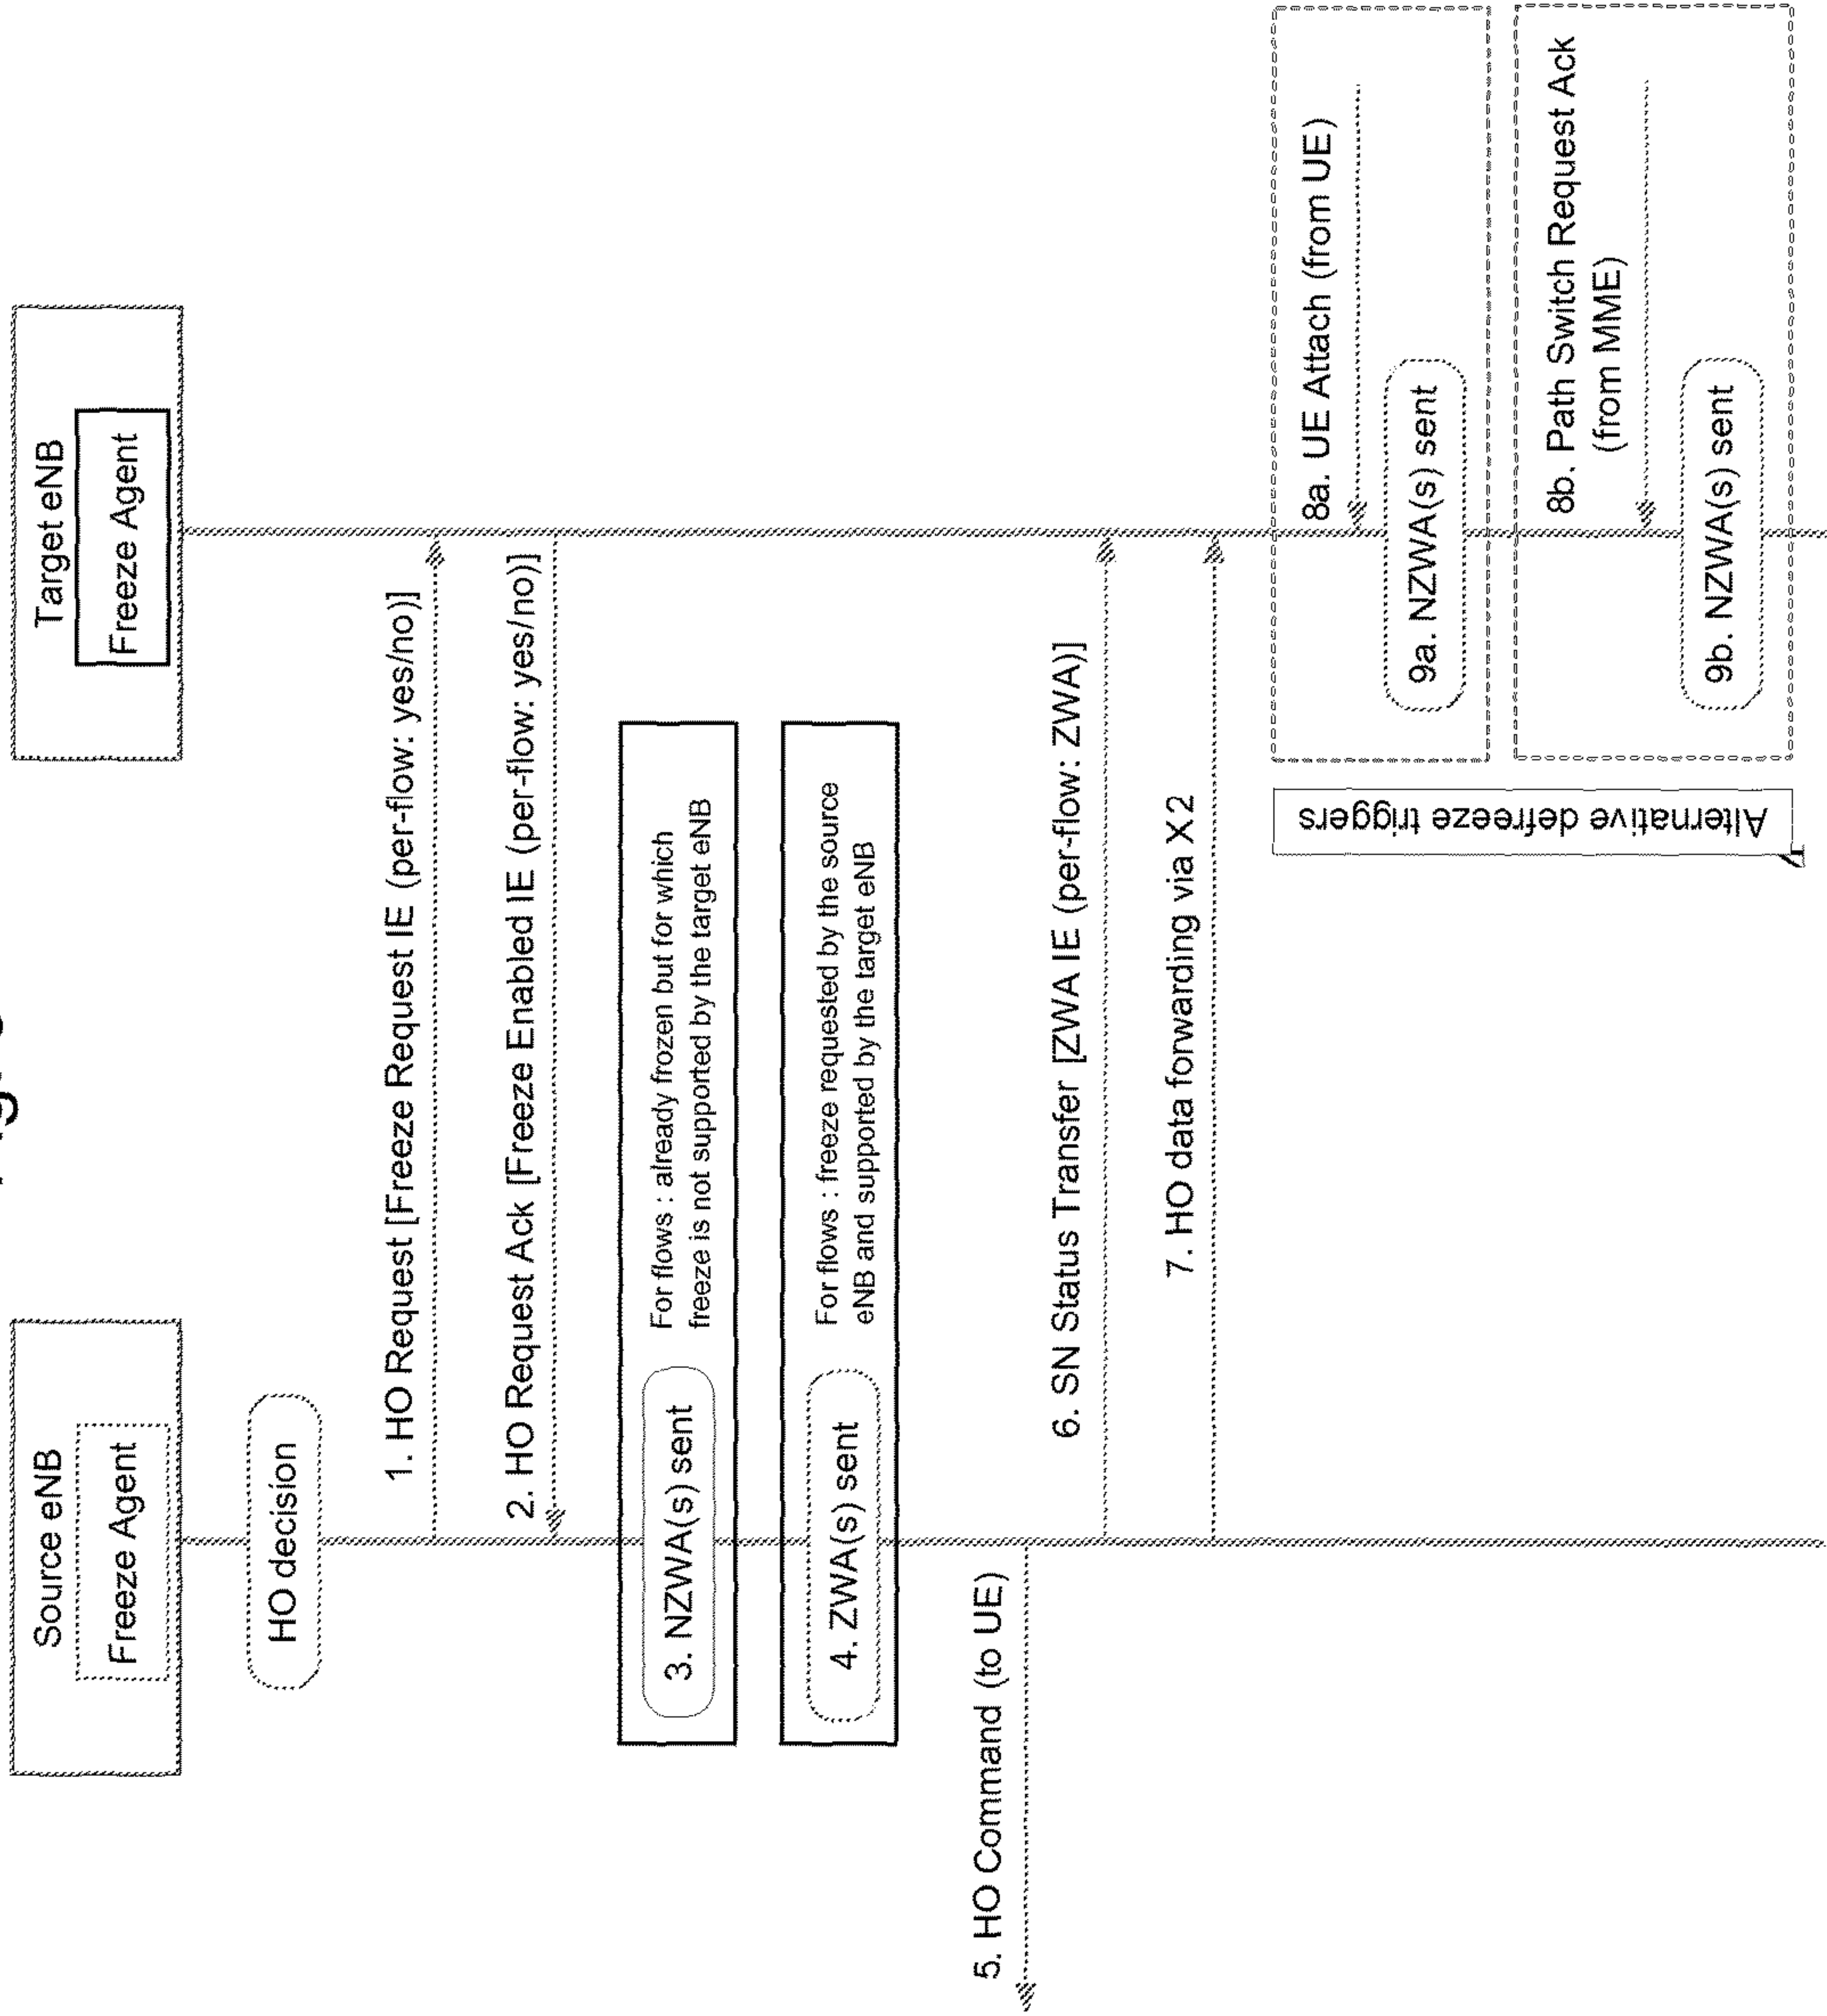 Source eNB
Freeze Agent
Target eNB
Freeze Agent
HO decision
1. HO Request [Freeze Request IE (per-flow: yes/no)]
2. HO Request Ack [Freeze Enabled IE (per-flow: yes/no)]
3. NZWA(s) sent
For flows : already frozen but for which
freeze is not supported by the target eNB
4. ZWA(s) sent
For flows : freeze requested by the source
eNB and supported by the target eNB
5. HO Command (to UE)
6. SN Status Transfer [ZWA IE (per-flow: ZWA)]
7. HO data forwarding via X2
Alternative defreeze triggers
8a. UE Attach (from UE)
9a. NZWA(s) sent
8b. Path Switch Request Ack
(from MME)
9b. NZWA(s) sent